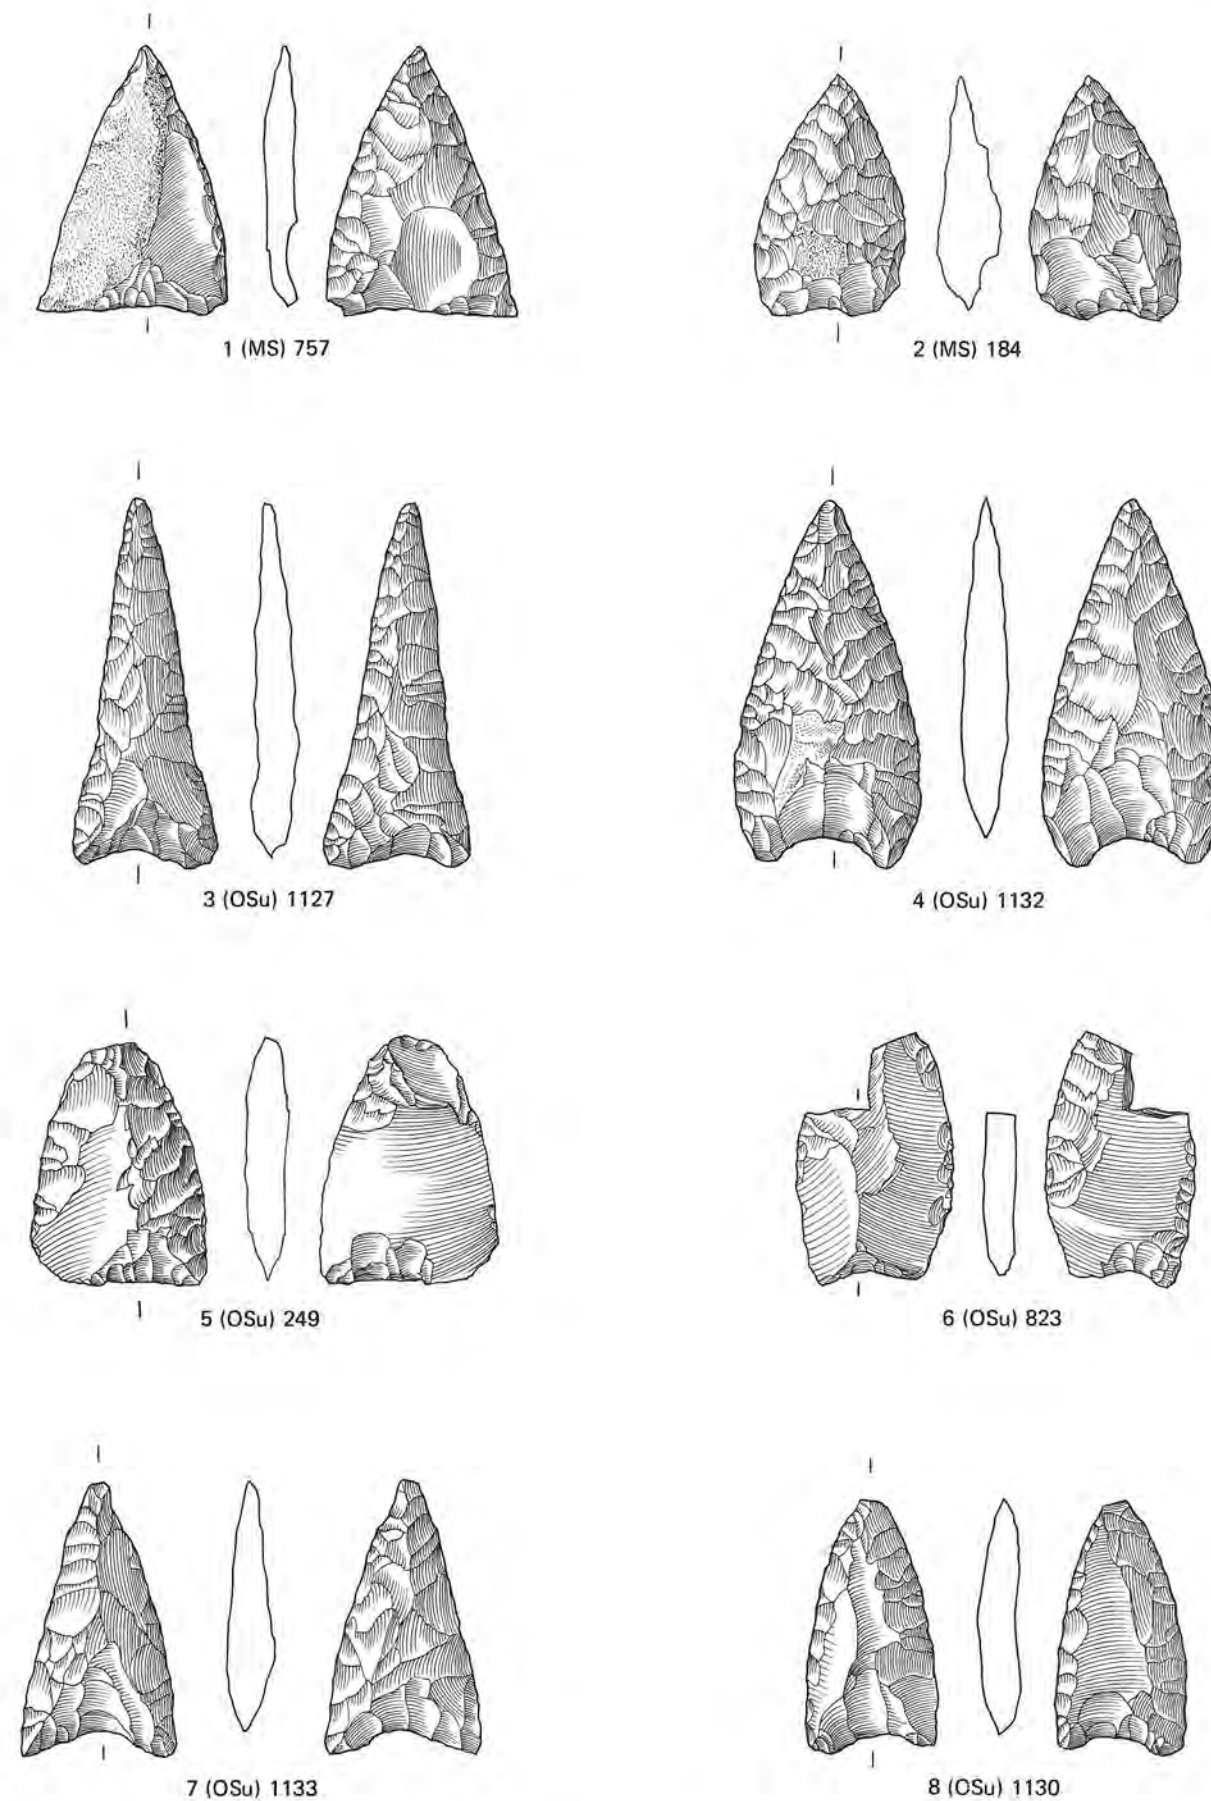 1 (MS) 757
2 (MS) 184
3 (OSu) 1127
4 (OSu) 1132
5 (OSu) 249
6 (OSu) 823
7 (OSu) 1133
8 (OSu) 1130